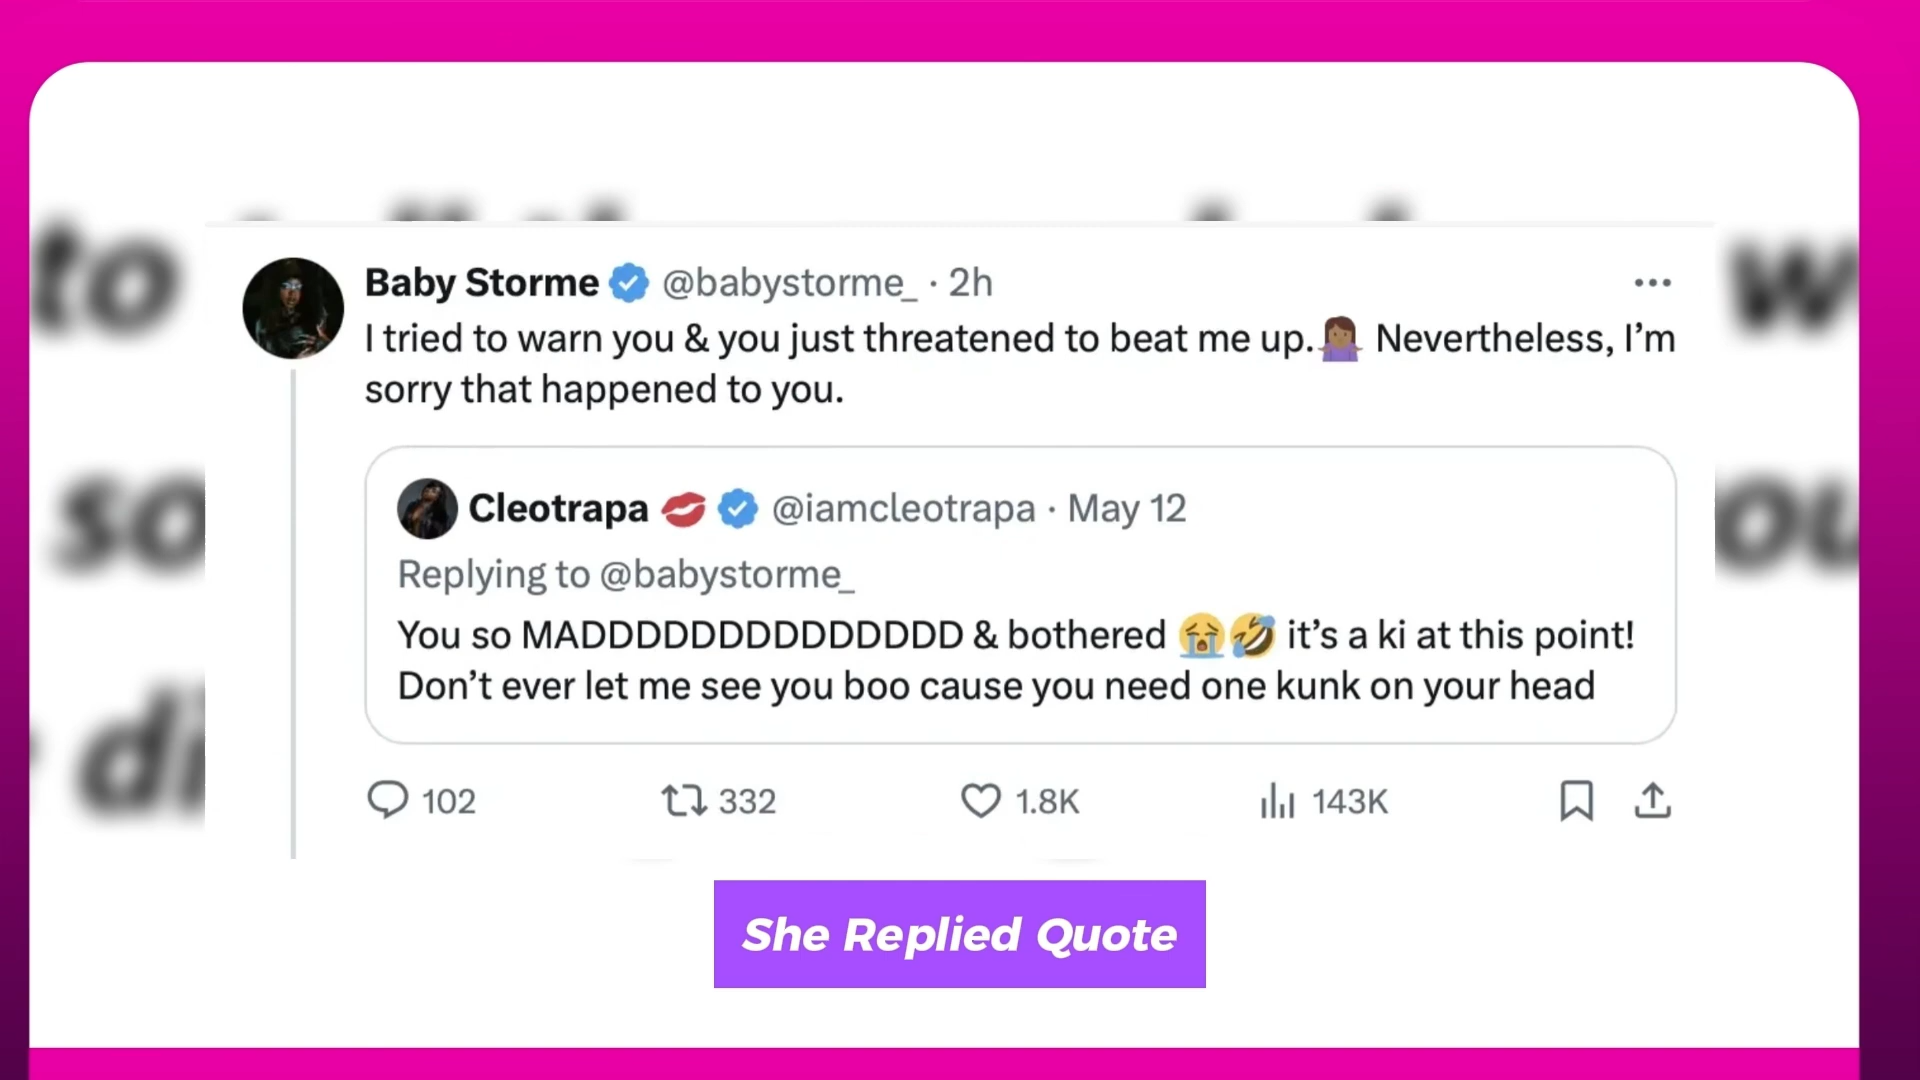 Baby Storme @babystorme_ · 2h
I tried to warn you & you just threatened to beat me up.🤷🏾‍♀️ Nevertheless, I’m
sorry that happened to you.
Cleotrapa 💋 @iamcleotrapa · May 12
Replying to @babystorme_
You so MADDDDDDDDDDDDDD & bothered 😭🤣 it’s a ki at this point!
Don’t ever let me see you boo cause you need one kunk on your head
102 332 1.8K 143K
She Replied Quote